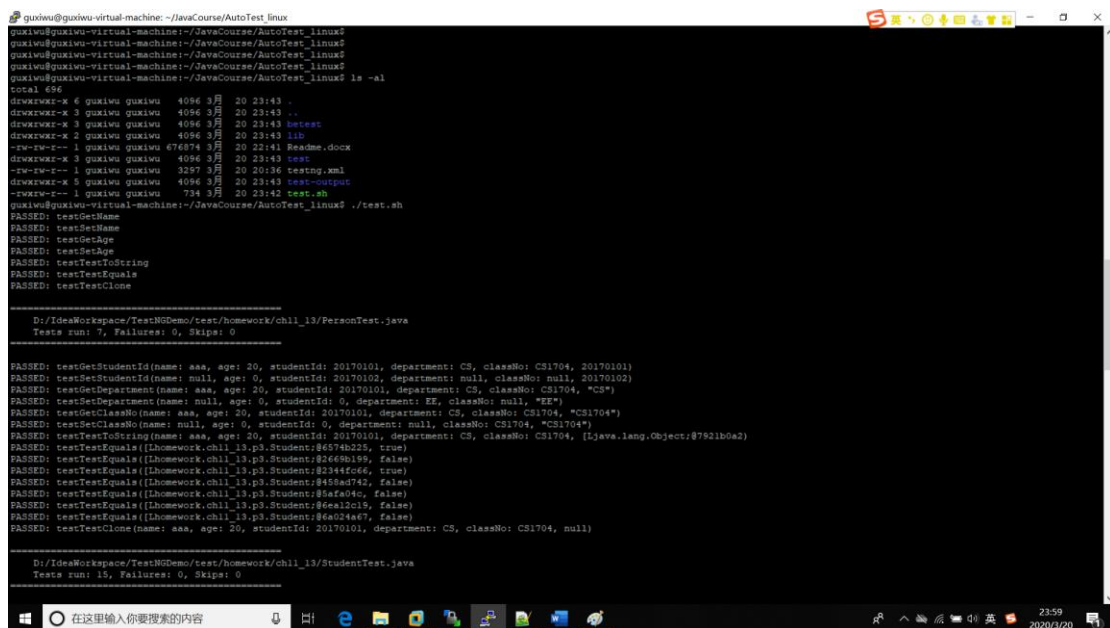 guxiwu@guxiwu-virtual-machine: ~/JavaCourse/AutoTest_linux
英
guxiwu@guxiwu-virtual-machine:~/JavaCourse/AutoTest_linux$
guxiwu@guxiwu-virtual-machine:~/JavaCourse/AutoTest_linux$
guxiwu@guxiwu-virtual-machine:~/JavaCourse/AutoTest_linux$
guxiwu@guxiwu-virtual-machine:~/JavaCourse/AutoTest_linux$ ls -al
total 696
drwxrwxr-x 6 guxiwu guxiwu 4096 3月 20 23:43 .
drwxrwxr-x 3 guxiwu guxiwu 4096 3月 20 23:43 ..
drwxrwxr-x 3 guxiwu guxiwu 4096 3月 20 23:43 betest
drwxrwxr-x 2 guxiwu guxiwu 4096 3月 20 23:43 lib
-rw-rw-r-- 1 guxiwu guxiwu 676874 3月 20 22:41 Readme.docx
drwxrwxr-x 3 guxiwu guxiwu 4096 3月 20 23:43 test
-rw-rw-r-- 1 guxiwu guxiwu 3297 3月 20 20:36 testng.xml
drwxrwxr-x 5 guxiwu guxiwu 4096 3月 20 23:43 test-output
-rwxrw-r-- 1 guxiwu guxiwu 734 3月 20 23:42 test.sh
guxiwu@guxiwu-virtual-machine:~/JavaCourse/AutoTest_linux$ ./test.sh
PASSED: testGetName
PASSED: testSetName
PASSED: testGetAge
PASSED: testSetAge
PASSED: testTestToString
PASSED: testTestEquals
PASSED: testTestClone
===============================================
D:/IdeaWorkspace/TestNGDemo/test/homework/ch11_13/PersonTest.java
Tests run: 7, Failures: 0, Skips: 0
===============================================
PASSED: testGetStudentId(name: aaa, age: 20, studentId: 20170101, department: CS, classNo: CS1704, 20170101)
PASSED: testSetStudentId(name: null, age: 0, studentId: 20170102, department: null, classNo: null, 20170102)
PASSED: testGetDepartment(name: aaa, age: 20, studentId: 20170101, department: CS, classNo: CS1704, "CS")
PASSED: testSetDepartment(name: null, age: 0, studentId: 0, department: EE, classNo: null, "EE")
PASSED: testGetClassNo(name: aaa, age: 20, studentId: 20170101, department: CS, classNo: CS1704, "CS1704")
PASSED: testSetClassNo(name: null, age: 0, studentId: 0, department: null, classNo: CS1704, "CS1704")
PASSED: testTestToString(name: aaa, age: 20, studentId: 20170101, department: CS, classNo: CS1704, [Ljava.lang.Object;@7921b0a2)
PASSED: testTestEquals([Lhomework.ch11_13.p3.Student;@6574b225, true)
PASSED: testTestEquals([Lhomework.ch11_13.p3.Student;@2669b199, false)
PASSED: testTestEquals([Lhomework.ch11_13.p3.Student;@2344fc66, true)
PASSED: testTestEquals([Lhomework.ch11_13.p3.Student;@458ad742, false)
PASSED: testTestEquals([Lhomework.ch11_13.p3.Student;@5afa04c, false)
PASSED: testTestEquals([Lhomework.ch11_13.p3.Student;@6ea12c19, false)
PASSED: testTestEquals([Lhomework.ch11_13.p3.Student;@6a024a67, false)
PASSED: testTestClone(name: aaa, age: 20, studentId: 20170101, department: CS, classNo: CS1704, null)
===============================================
D:/IdeaWorkspace/TestNGDemo/test/homework/ch11_13/StudentTest.java
Tests run: 15, Failures: 0, Skips: 0
===============================================
在这里输入你要搜索的内容
英
23:59
2020/3/20